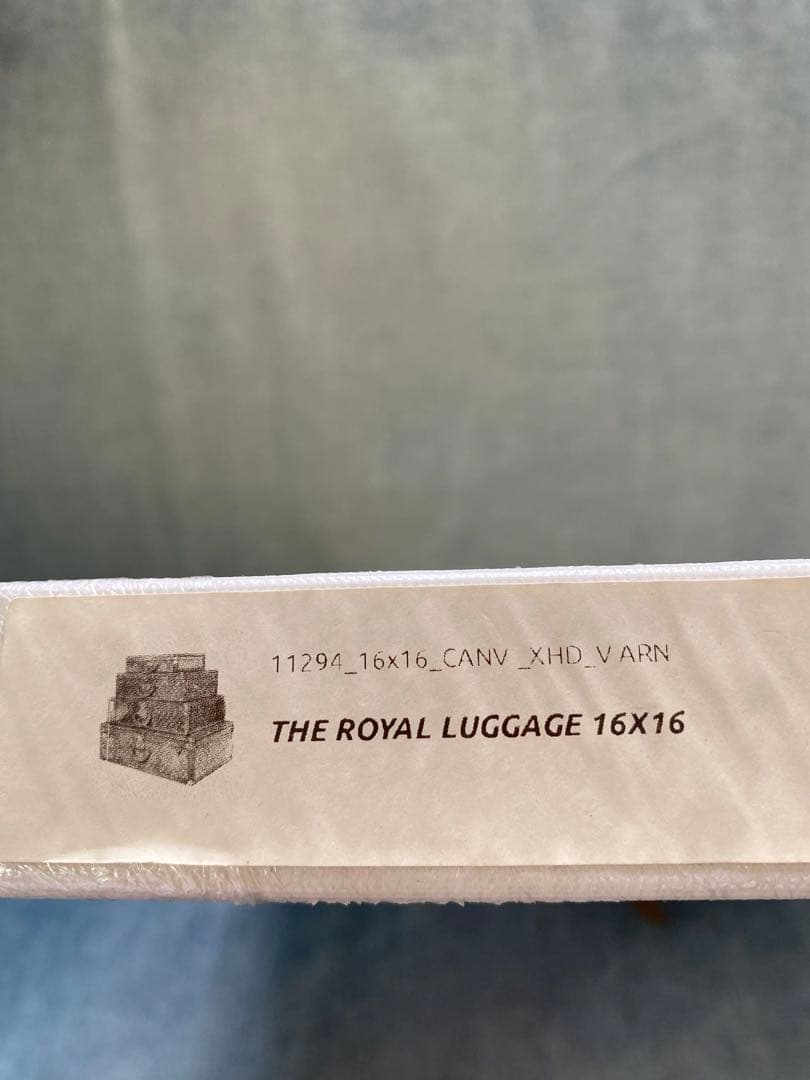 11294_16x16_CANV _XHD_V ARN
THE ROYAL LUGGAGE 16X16